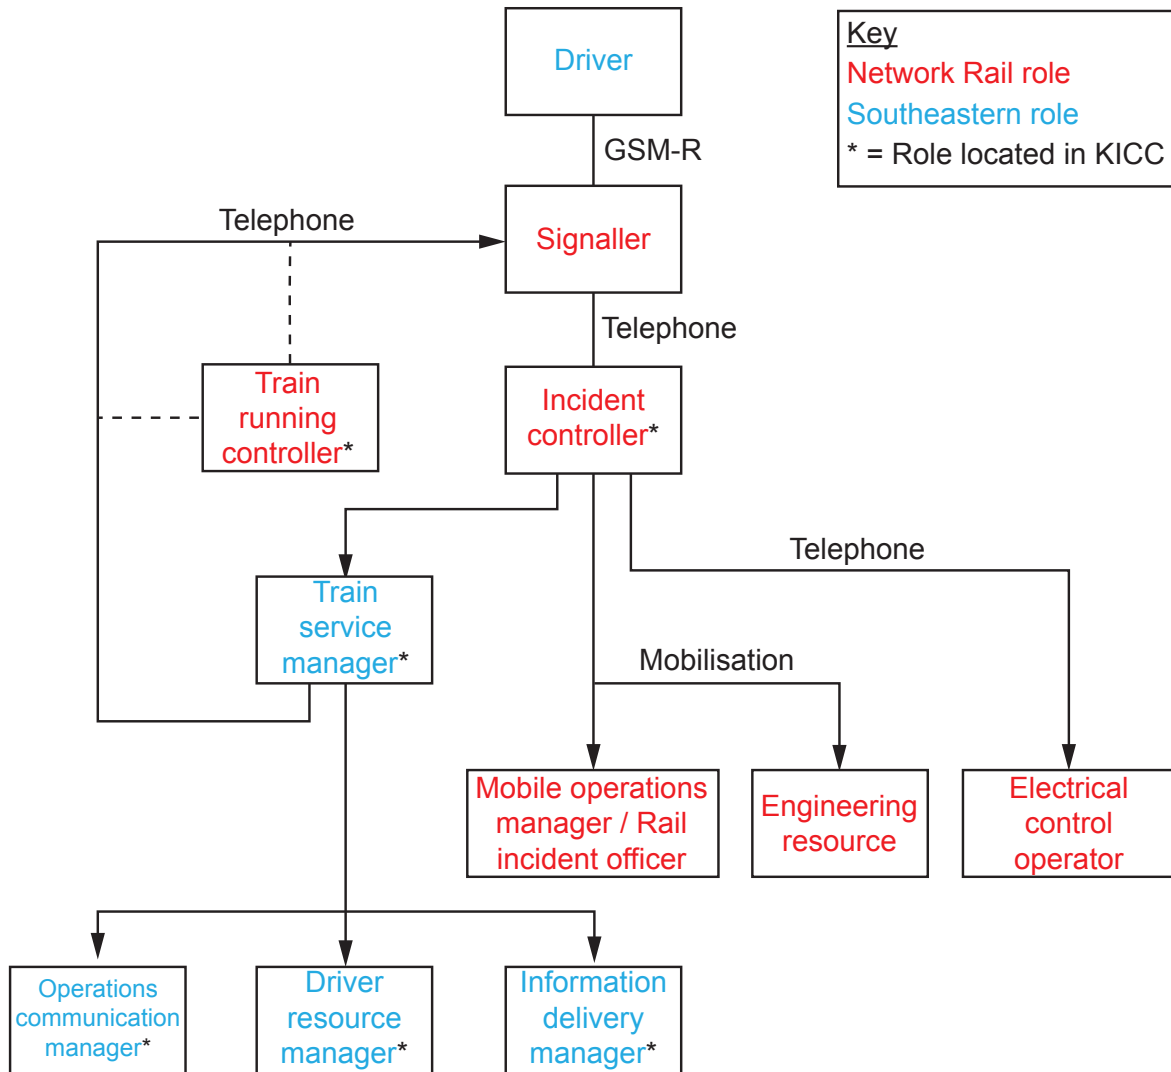 Driver
Key
Network Rail role
Southeastern role
* = Role located in KICC
GSM-R
Telephone
Signaller
Telephone
Train
running
controller*
Incident
controller*
Telephone
Train
service
manager*
Mobilisation
Mobile operations
manager / Rail
incident officer
Engineering
resource
Electrical
control
operator
Operations
communication
manager*
Driver
resource
manager*
Information
delivery
manager*